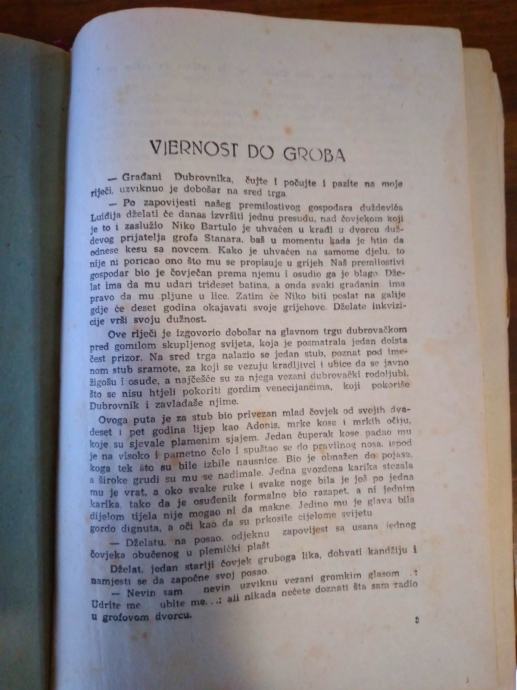 VJERNOST DO GROBA
— Građani Dubrovnika, čujte i počujte i pazite na moje
riječi, uzviknuo je dobošar na sred trga
— Po zapovijesti našeg premilostivog gospodara duždevića
Luiđija dželati će danas izvršiti jednu presudu, nad čovjekom koji
je to i zaslužio Niko Bartulo je uhvaćen u krađi u dvorcu duž-
devog prijatelja grofa Stanara, baš u momentu kada je htio da
odnese kesu sa novcem. Kako je uhvaćen na samome djelu, to
nije ni poricao ono što mu se propisuje u grijeh Naš premilostivi
gospodar bio je čovječan prema njemu i osudio ga je blago. Dže-
lat ima da mu udari trideset batina, a onda svaki građanin ima
pravo da mu pljune u lice. Zatim će Niko biti poslat na galije
gdje će deset godina okajavati svoje grijehove. Dželate inkvizi-
cije vrši svoju dužnost.
Ove riječi je izgovorio dobošar na glavnom trgu dubrovačkom
pred gomilom skupljenog svijeta, koja je posmatrala jedan doista
čest prizor. Na sred trga nalazio se jedan stub, poznat pod ime-
nom stub sramote, za koji se vezuju kradljivci i ubice da se javno
žigošu i osude, a najčešće su za njega vezani dubrovački rodoljubi,
što se nisu htjeli pokoriti gordim venecijancima, koji pokoriše
Dubrovnik i zavladaše njime.
Ovoga puta je za stub bio privezan mlad čovjek od svojih dva-
deset i pet godina lijep kao Adonis, mrke kose i mrkih očiju,
koje su sjevale plamenim sjajem. Jedan čuperak kose padao mu
je na visoko i pametno čelo i spuštao se do pravilnog nosa, ispod
koga tek što su bile izbile nausnice. Bio je obnažen do pojasa,
a široke grudi su mu se nadimale. Jedna gvozdena karika stezala
mu je vrat, a oko svake ruke i svake noge bila je još po jedna
karika, tako da je osuđenik formalno bio razapet, a ni jednim
dijelom tijela nije mogao ni da makne. Jedino mu je glava bila
gordo dignuta, a oči kao da su prkosile cijelome svijetu
— Dželatu, na posao, odjeknu zapovijest sa usana jednog
čovjeka obučenog u plemićki plašt
Dželat, jedan stariji čovjek gruboga lika, dohvati kandžiju i
namjesti se da započne svoj posao.
— Nevin sam nevin uzviknu vezani gromkim glasom
Udrite me ubite me...: ali nikada nećete doznati šta sam radio
u grofovom dvorcu.